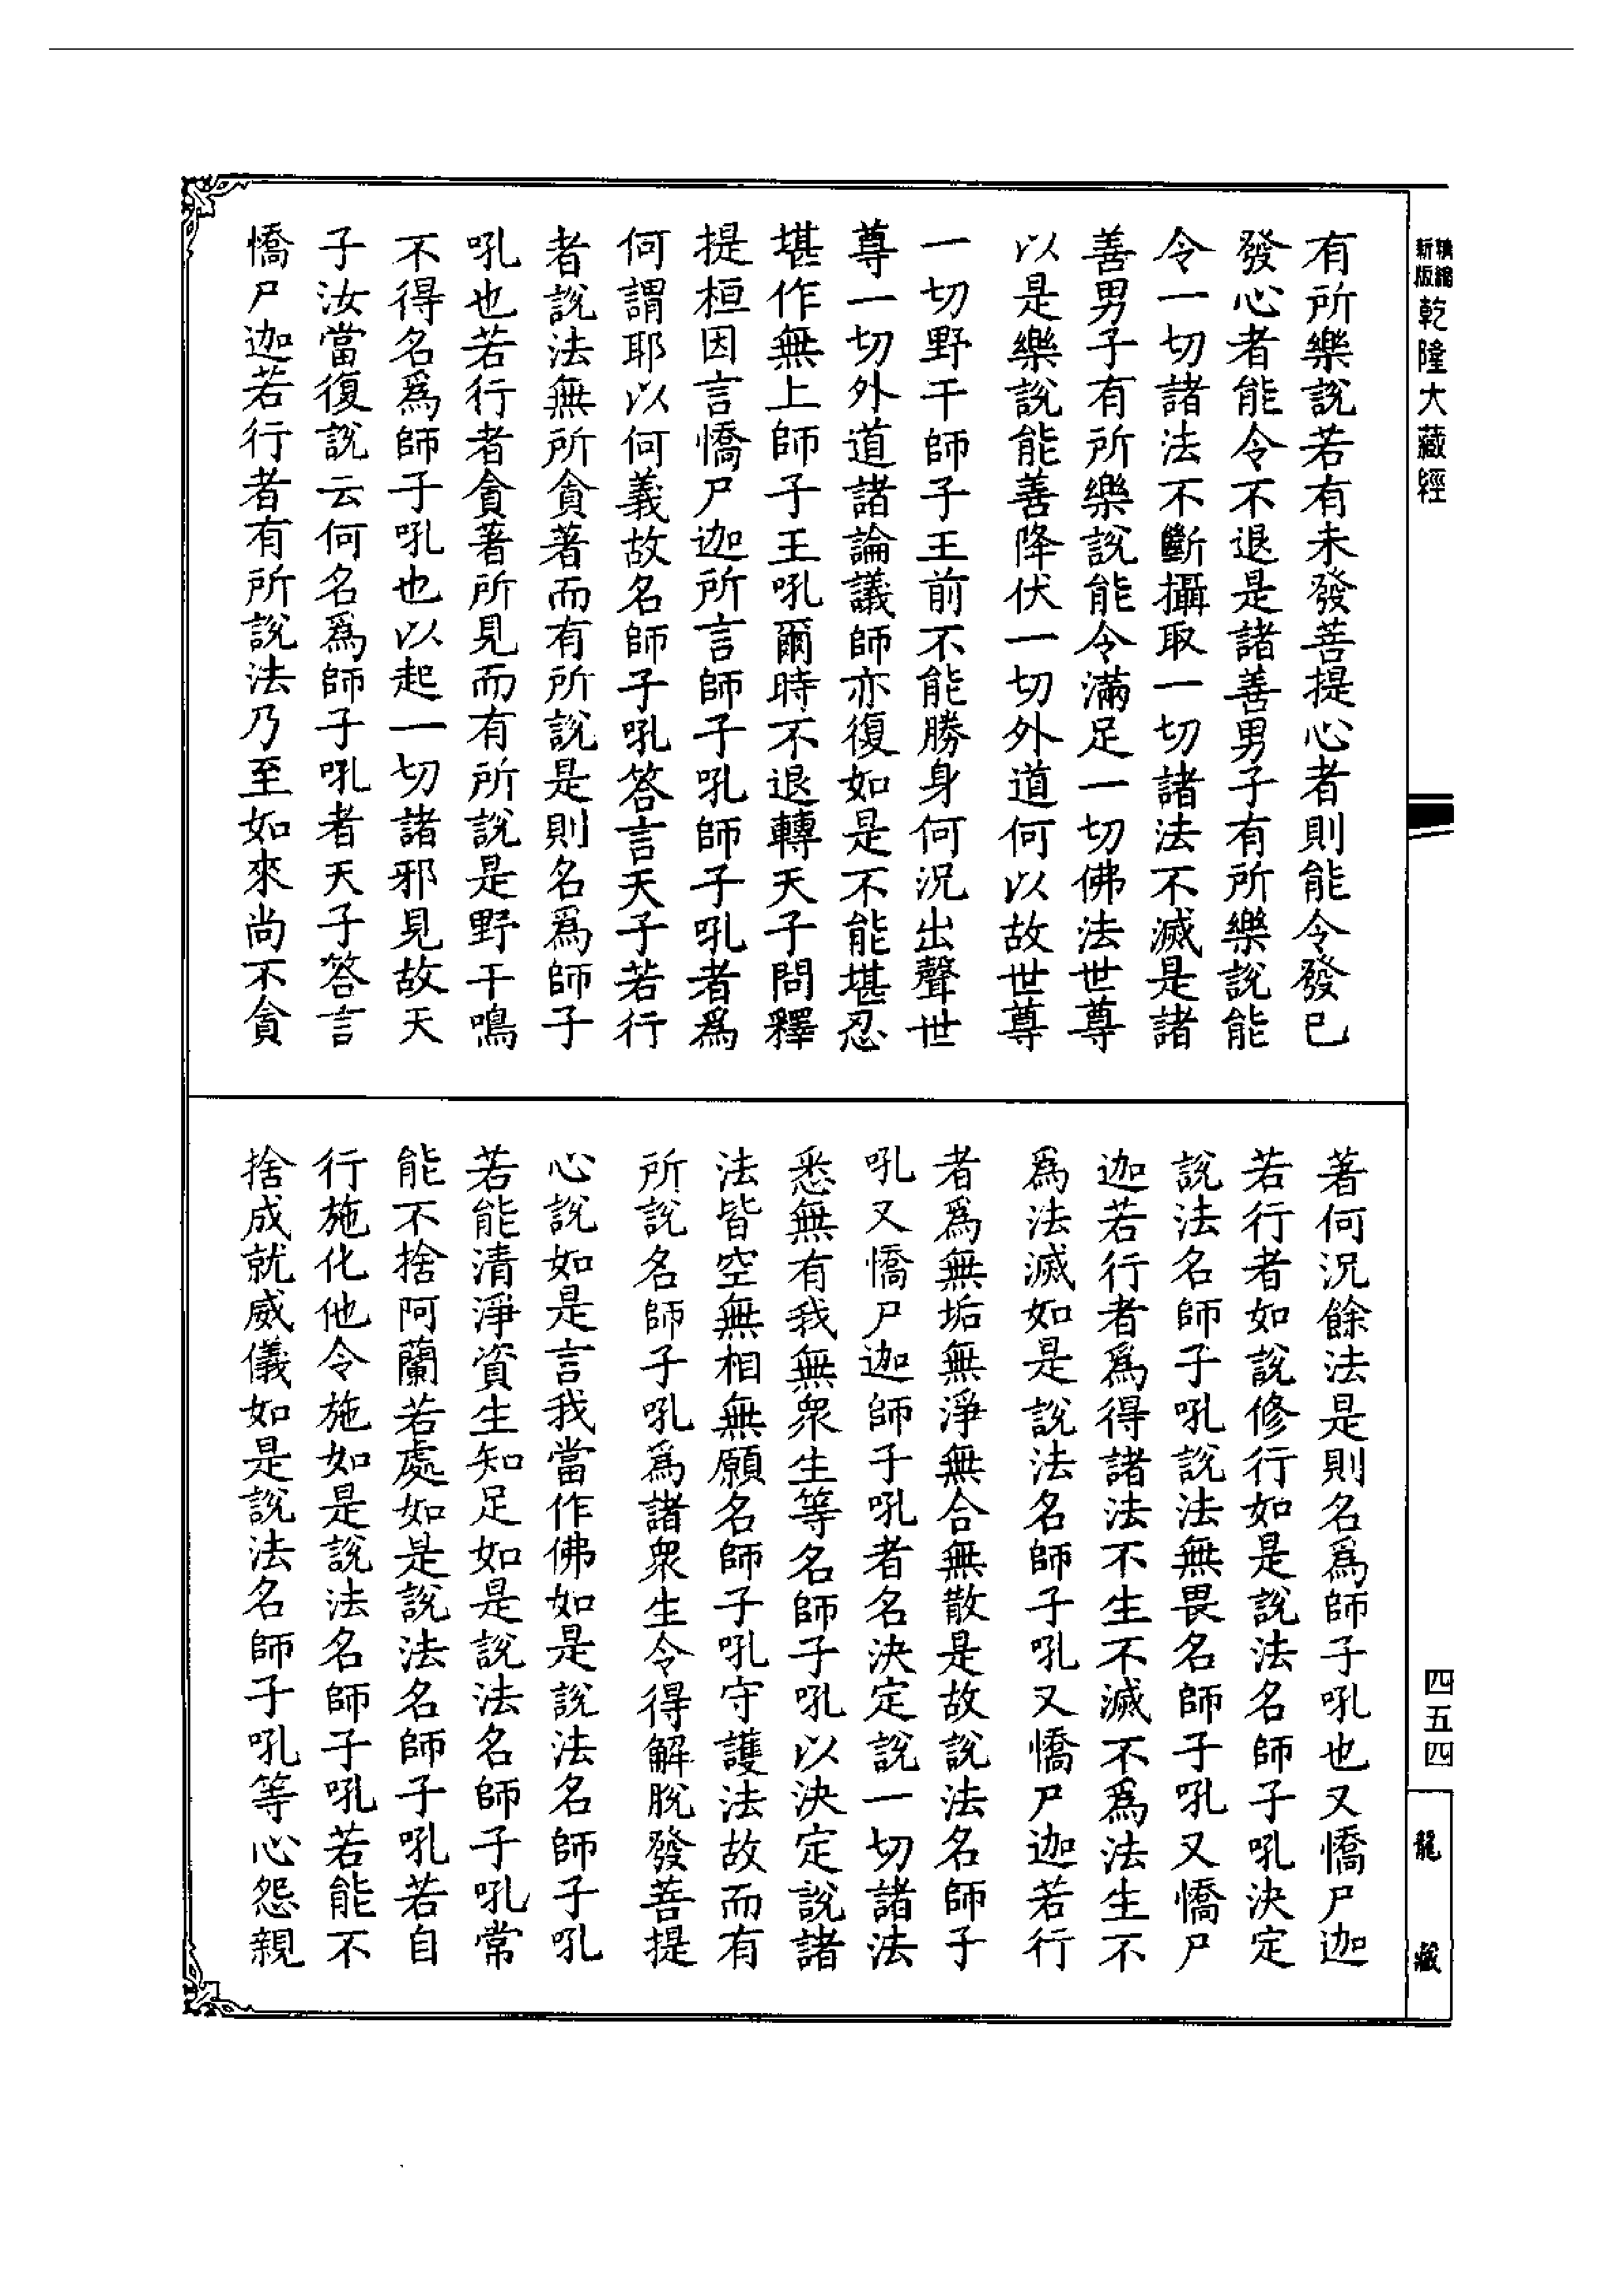 精縮新版乾隆大藏經
有所樂說若有未發菩提心者則能令發已
發心者能令不退是諸善男子有所樂說能
令一切諸法不斷攝取一切諸法不滅是諸
善男子有所樂說能令滿足一切佛法世尊
以是樂說能善降伏一切外道何以故世尊
一切野干師子王前不能勝身何況出聲世
尊一切外道諸論議師亦復如是不能堪忍
堪作無上師子王吼爾時不退轉天子問釋
提桓因言憍尸迦所言師子吼師子吼者爲
何謂耶以何義故名師子吼答言天子若行
者說法無所貪著而有所說是則名爲師子
吼也若行者貪著所見而有所說是野干鳴
不得名爲師子吼也以起一切諸邪見故天
子汝當復說云何名爲師子吼者天子答言
憍尸迦若行者有所說法乃至如來尚不貪
著何況餘法是則名爲師子吼也又憍尸迦
若行者如說修行如是說法名師子吼決定
說法名師子吼說法無畏名師子吼又憍尸
迦若行者爲得諸法不生不滅不爲法生不
爲法滅如是說法名師子吼又憍尸迦若行
者爲無垢無淨無合無散是故說法名師子
吼又憍尸迦師子吼者名決定說一切諸法
悉無有我無眾生等名師子吼以決定說諸
法皆空無相無願名師子吼守護法故而有
所說名師子吼爲諸眾生令得解脫發菩提
心說如是言我當作佛如是說法名師子吼
若能清淨資生知足如是說法名師子吼常
能不捨阿蘭若處如是說法名師子吼若自
行施化他令施如是說法名師子吼若能不
捨成就威儀如是說法名師子吼等心怨親
四五四
龍藏